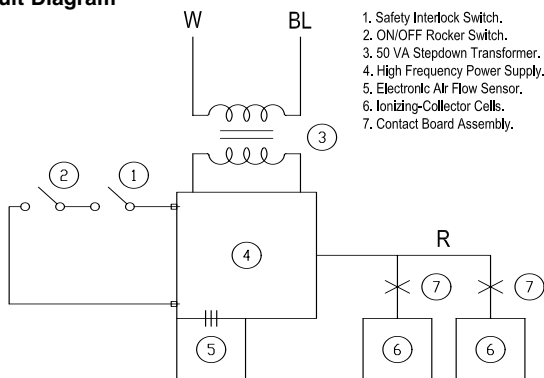 uit Diagram
W BL
1. Safety Interlock Switch.
2. ON/OFF Rocker Switch.
3. 50 VA Stepdown Transformer.
4. High Frequency Power Supply.
5. Electronic Air Flow Sensor.
6. Ionizing-Collector Cells.
7. Contact Board Assembly.
3
2 1
4
R
7 7
5 6 6